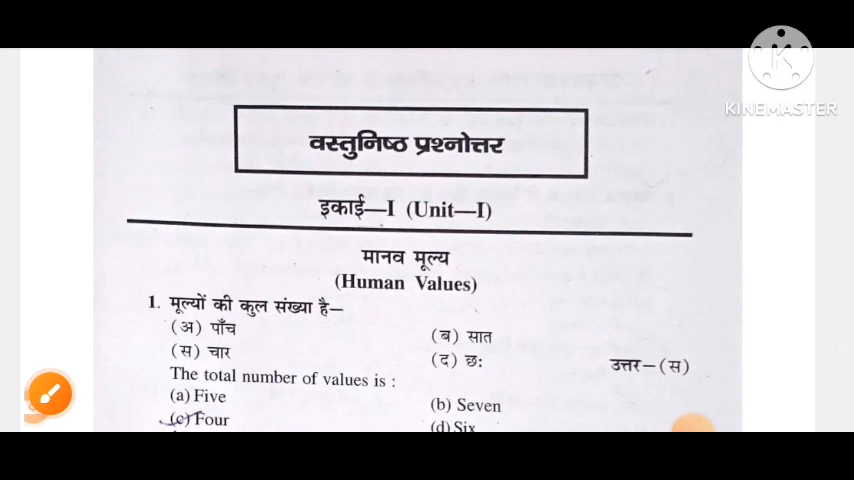 KINEMASTER
वस्तुनिष्ठ प्रश्नोत्तर
इकाई—I (Unit—I)
मानव मूल्य
(Human Values)
1. मूल्यों की कुल संख्या है—
(अ) पाँच (ब) सात
(स) चार (द) छः उत्तर—(स)
The total number of values is :
(a) Five (b) Seven
(c) Four (d) Six